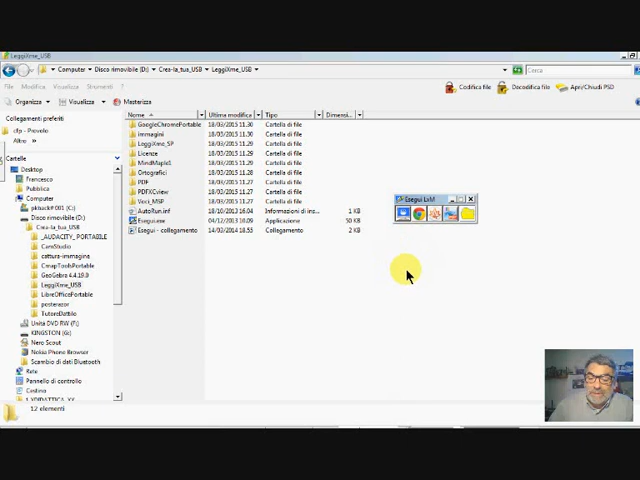 LeggiXme_USB
Computer Disco rimovibile (D:) Crea-la_tua_USB LeggiXme_USB
Cerca
File Modifica Visualizza Strumenti ?
Codifica file Decodifica file Apri/Chiudi PSD
Organizza Visualizza Masterizza
Collegamenti preferiti
Nome Ultima modifica Tipo Dimensi...
cfp - Provolo
Altro »
Cartelle
Desktop
Francesco
Pubblica
Computer
(C:)
Disco rimovibile (D:)
Crea-la_tua_USB
_AUDACITY_PORTABLE
CamStudio
cattura-immagina
CmapToolsPortable
GeoGebra 4.4.19.0
LeggiXme_USB
LibreOfficePortable
posterazor
TutoreDattilo
Unità DVD RW (F:)
KINGSTON (G:)
Nero Scout
Nokia Phone Browser
Scambio di dati Bluetooth
Rete
Pannello di controllo
Cestino
GoogleChromePortable 18/03/2015 11.30 Cartella di file
immagini 18/03/2015 11.30 Cartella di file
LeggiXme_SP 18/03/2015 11.30 Cartella di file
Licenze 18/03/2015 11.30 Cartella di file
MindMaple1 18/03/2015 11.30 Cartella di file
Ortografici 18/03/2015 11.28 Cartella di file
PDF 18/03/2015 11.27 Cartella di file
PDFXCview 18/03/2015 11.27 Cartella di file
Voci_MSP 18/03/2015 11.27 Cartella di file
AutoRun.inf 18/10/2013 16.04 Informazioni di ins... 1 KB
Esegui.exe 04/12/2013 16.09 Applicazione 50 KB
Esegui - collegamento 14/03/2014 18.53 Collegamento 2 KB
Esegui LxM
12 elementi